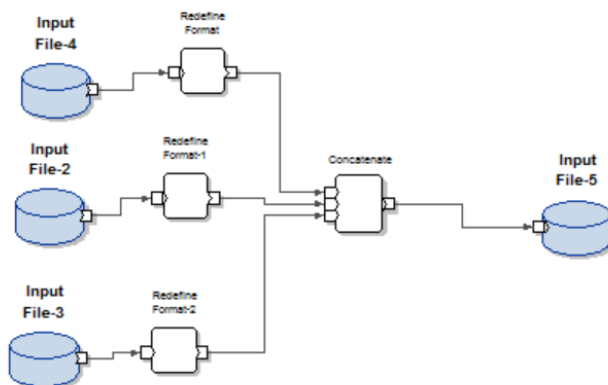 Input
File-4
Redefine
Format
Input
File-2
Redefine
Format-1
Concatenate
Input
File-5
Input
File-3
Redefine
Format-2